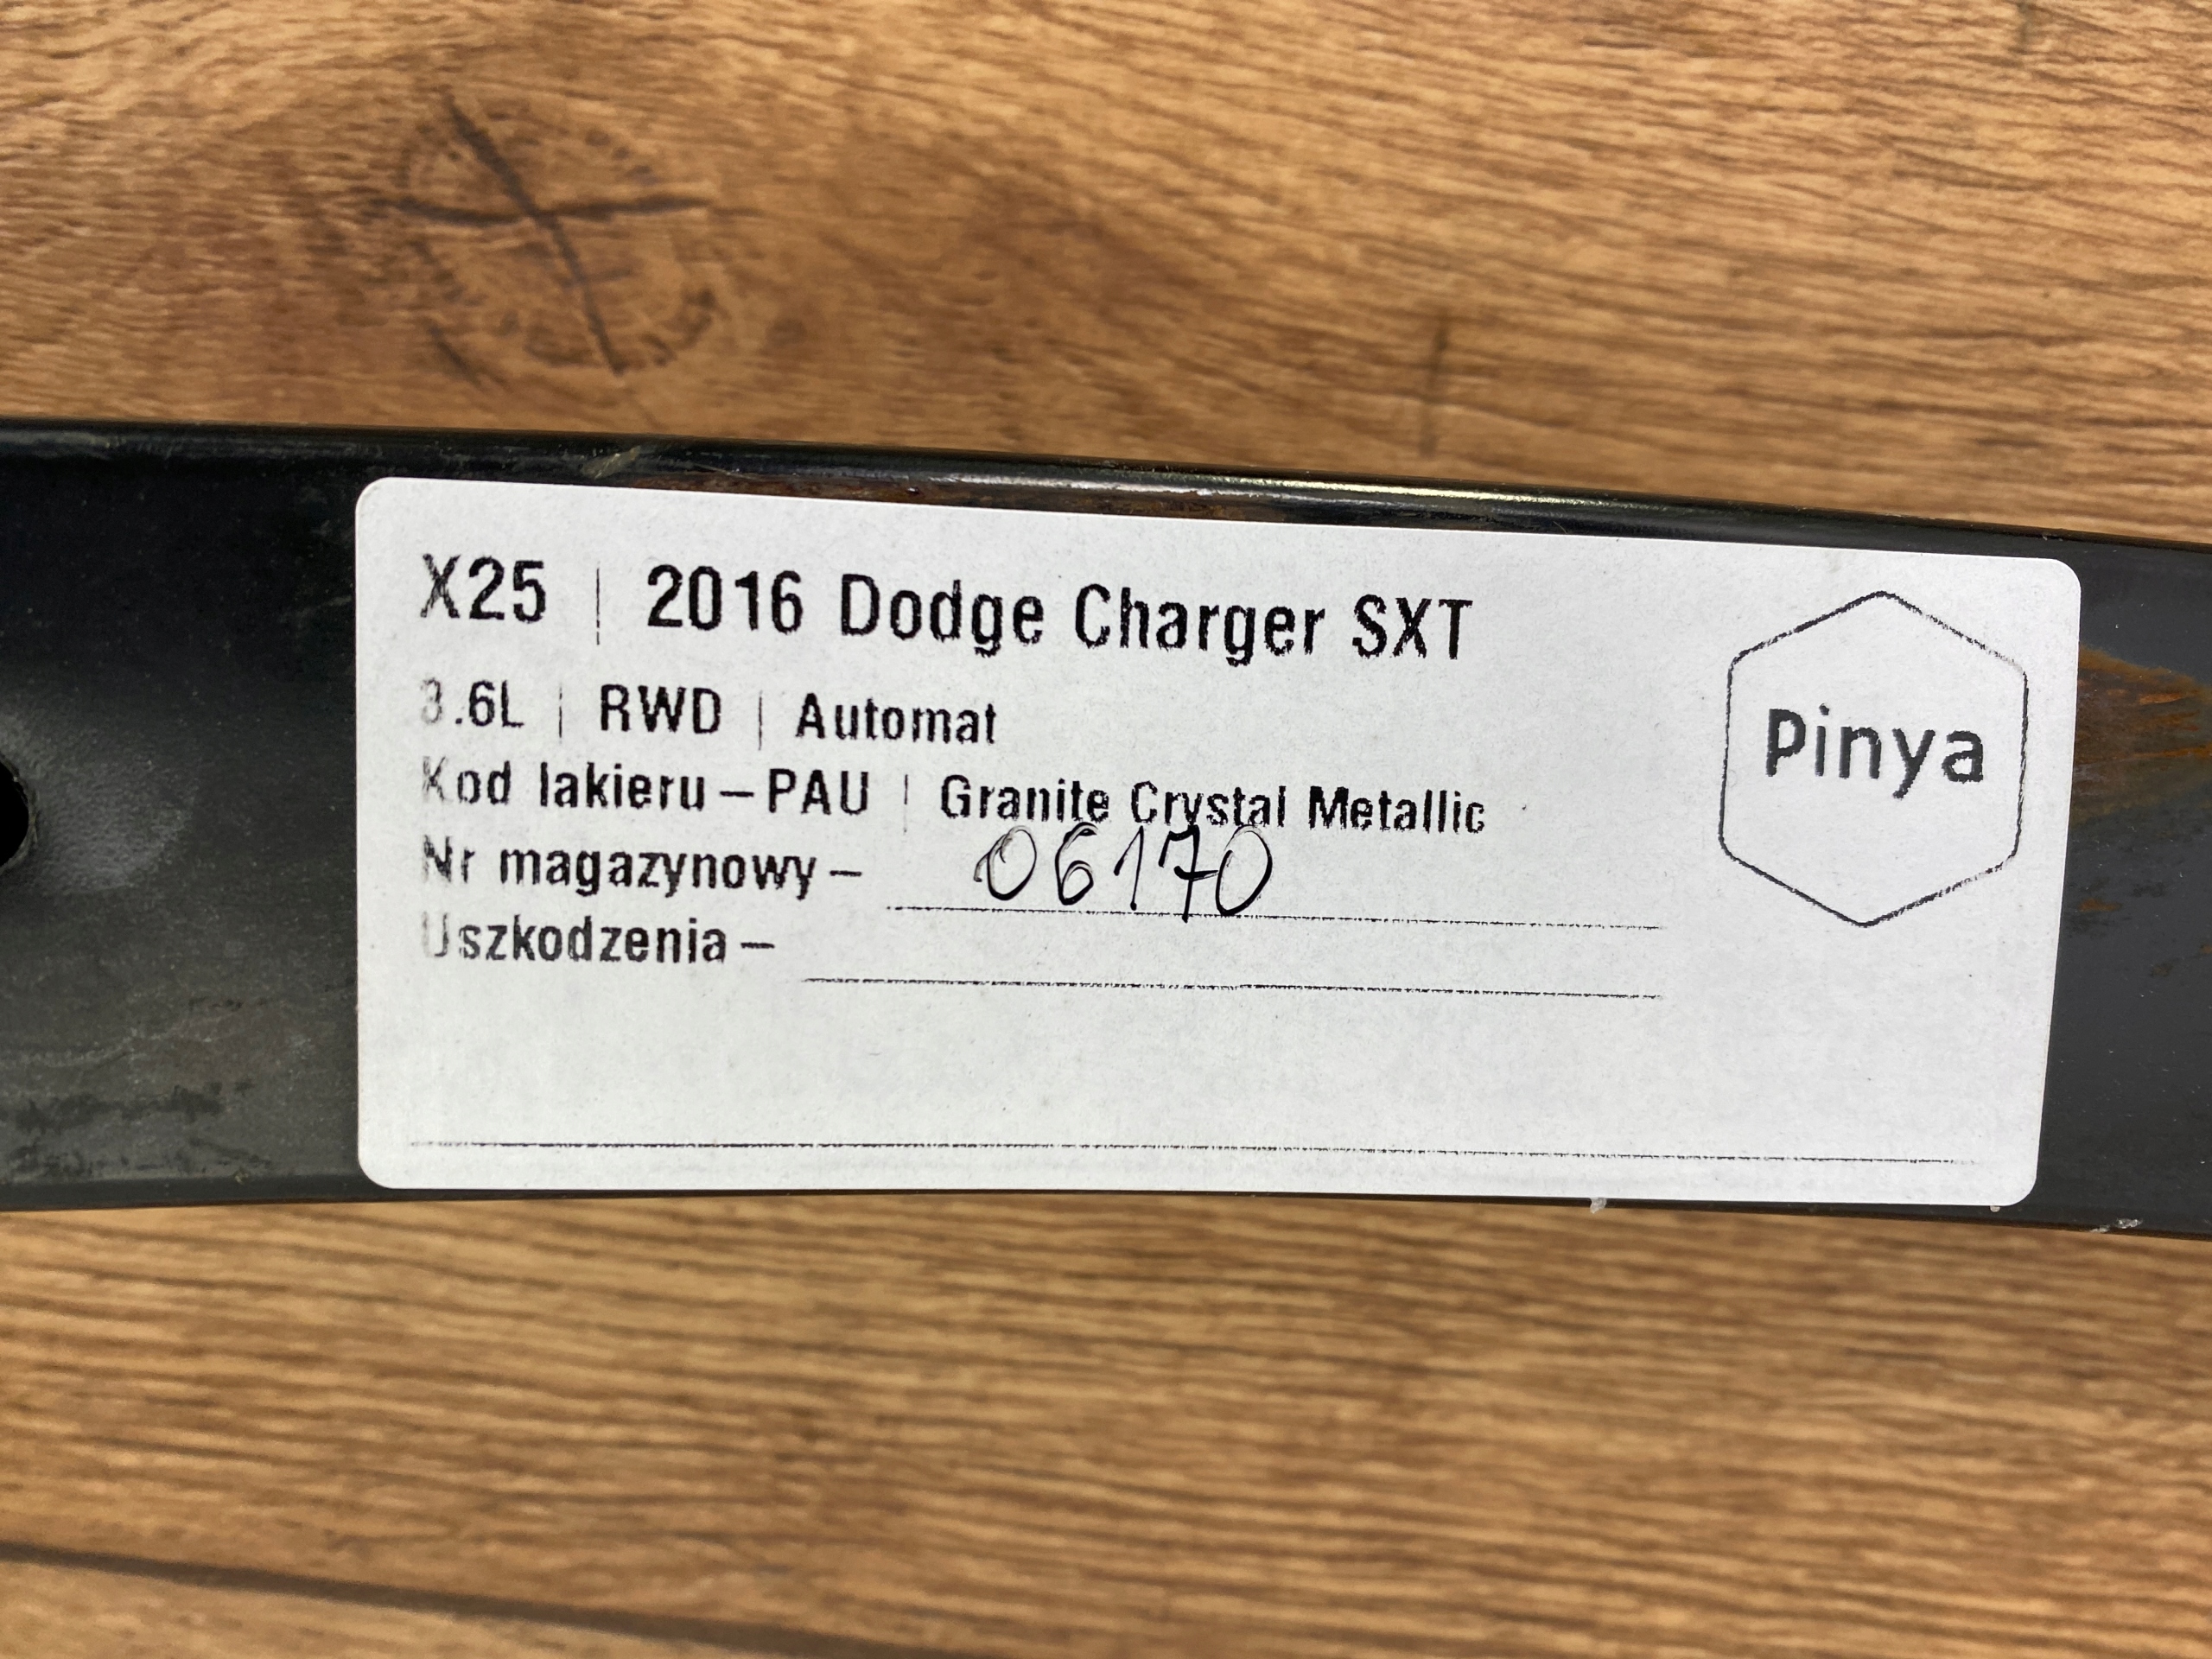 X25 | 2016 Dodge Charger SXT
3.6L | RWD | Automat
Kod lakieru – PAU | Granite Crystal Metallic
Nr magazynowy – 06170
Uszkodzenia –
Pinya